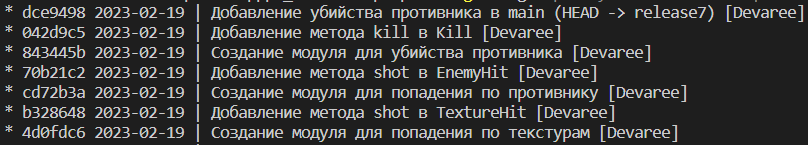 * dce9498 2023-02-19 | Добавление убийства противника в main (HEAD -> release7) [Devaree]
* 042d9c5 2023-02-19 | Добавление метода kill в Kill [Devaree]
* 843445b 2023-02-19 | Создание модуля для убийства противника [Devaree]
* 70b21c2 2023-02-19 | Добавление метода shot в EnemyHit [Devaree]
* cd72b3a 2023-02-19 | Создание модуля для попадения по противнику [Devaree]
* b328648 2023-02-19 | Добавление метода shot в TextureHit [Devaree]
* 4d0fdc6 2023-02-19 | Создание модуля для попадения по текстурам [Devaree]